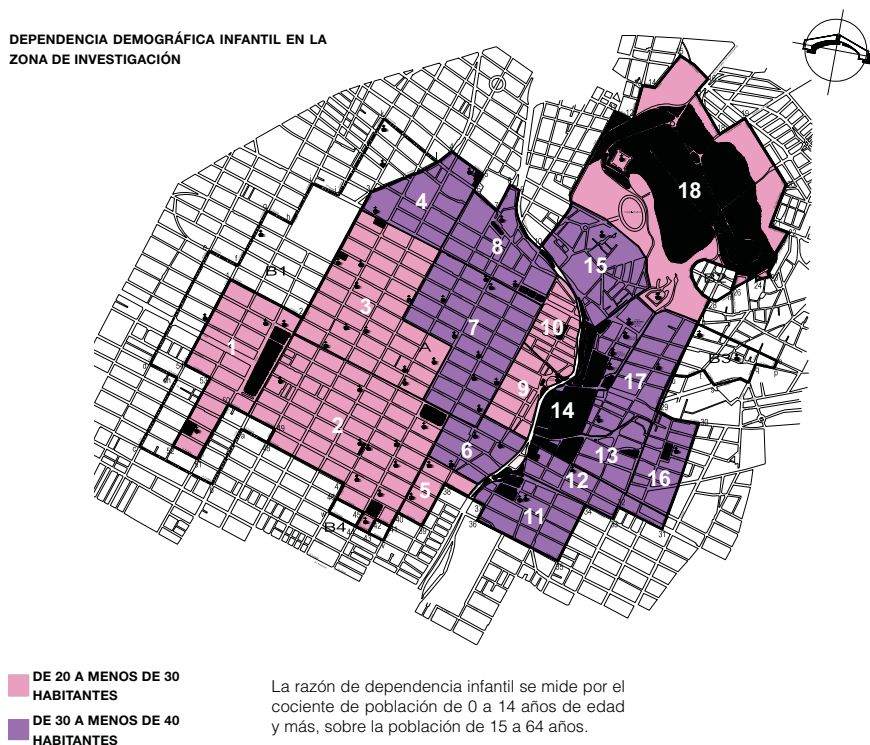 DEPENDENCIA DEMOGRÁFICA INFANTIL EN LA
ZONA DE INVESTIGACIÓN
18
4
8
15
B1
3
7
10
1
A
17
B3
9
14
2
6
13
16
12
5
11
B4
DE 20 A MENOS DE 30
HABITANTES
DE 30 A MENOS DE 40
HABITANTES
La razón de dependencia infantil se mide por el
cociente de población de 0 a 14 años de edad
y más, sobre la población de 15 a 64 años.